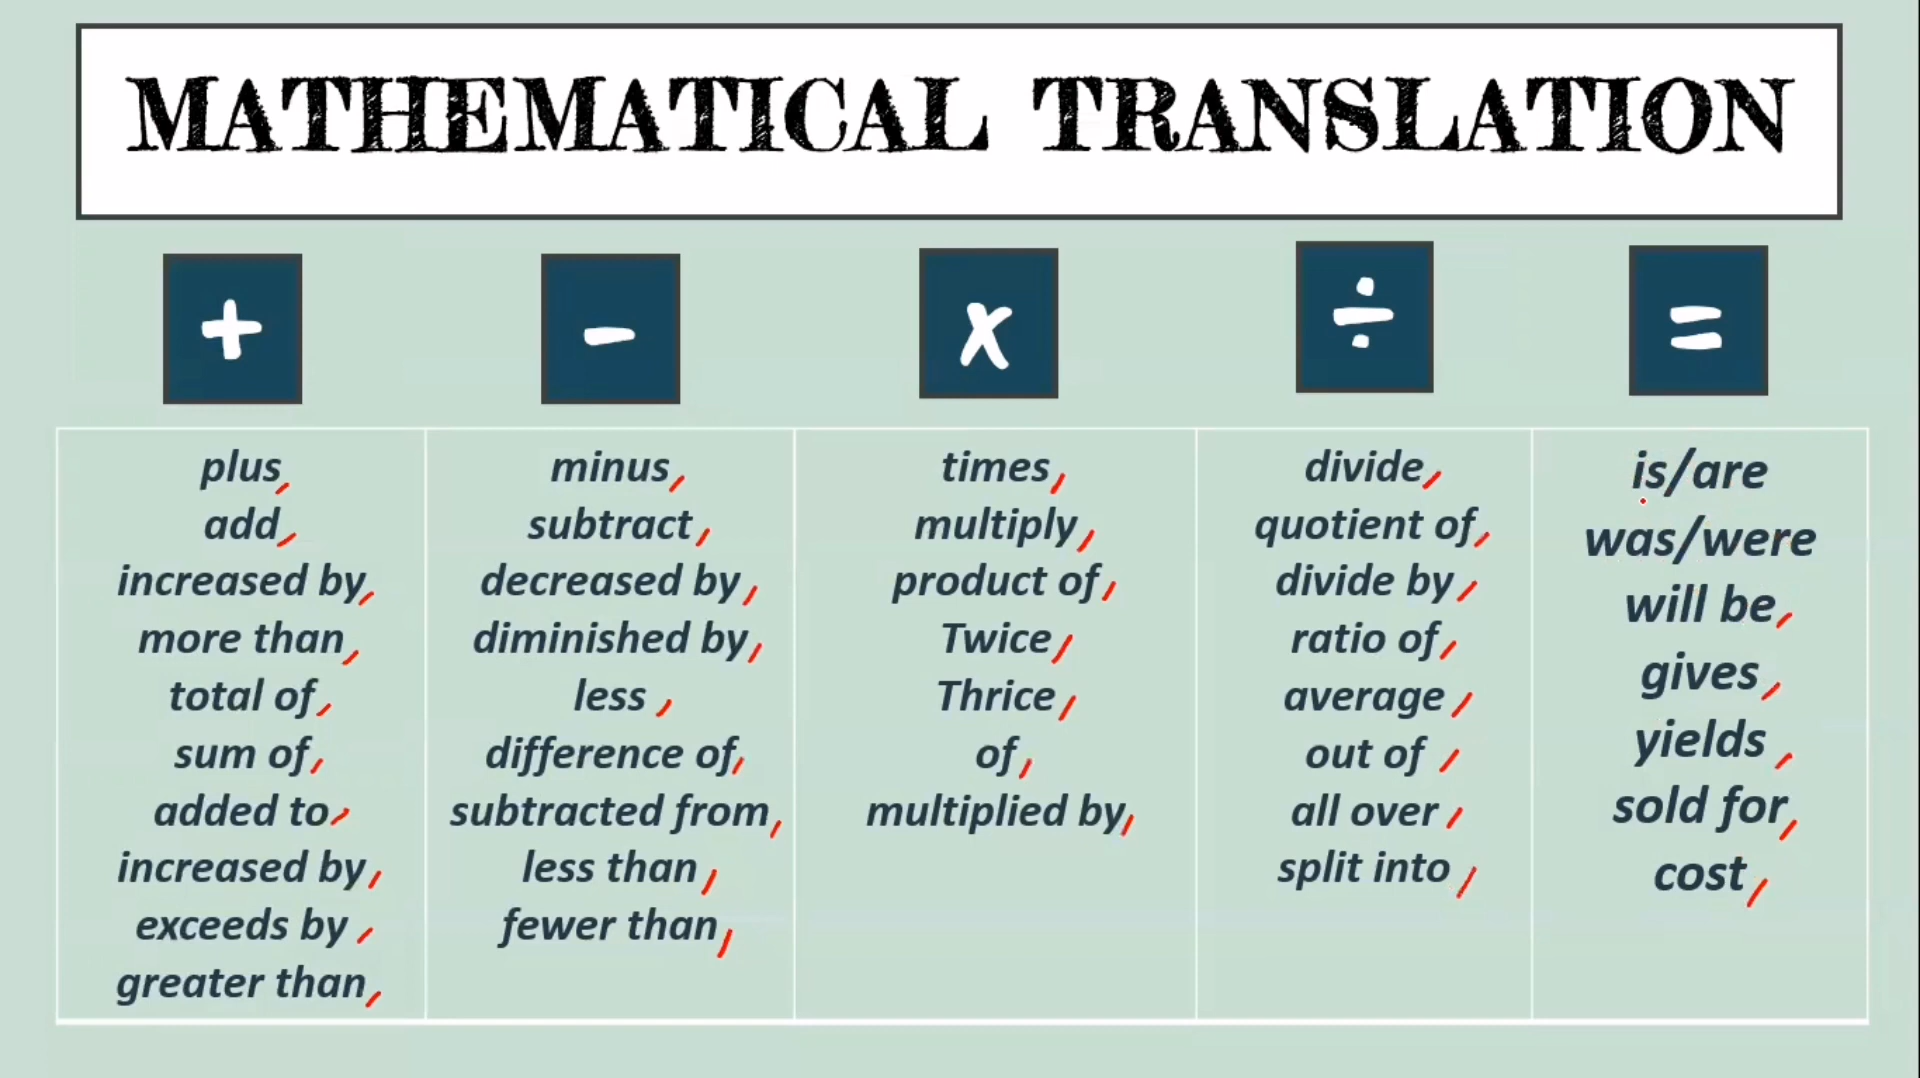 MATHEMATICAL TRANSLATION
+
-
x
÷
=
plus
add
increased by
more than
total of
sum of
added to
increased by
exceeds by
greater than
minus
subtract
decreased by
diminished by
less
difference of
subtracted from
less than
fewer than
times
multiply
product of
Twice
Thrice
of
multiplied by
divide
quotient of
divide by
ratio of
average
out of
all over
split into
is/are
was/were
will be
gives
yields
sold for
cost